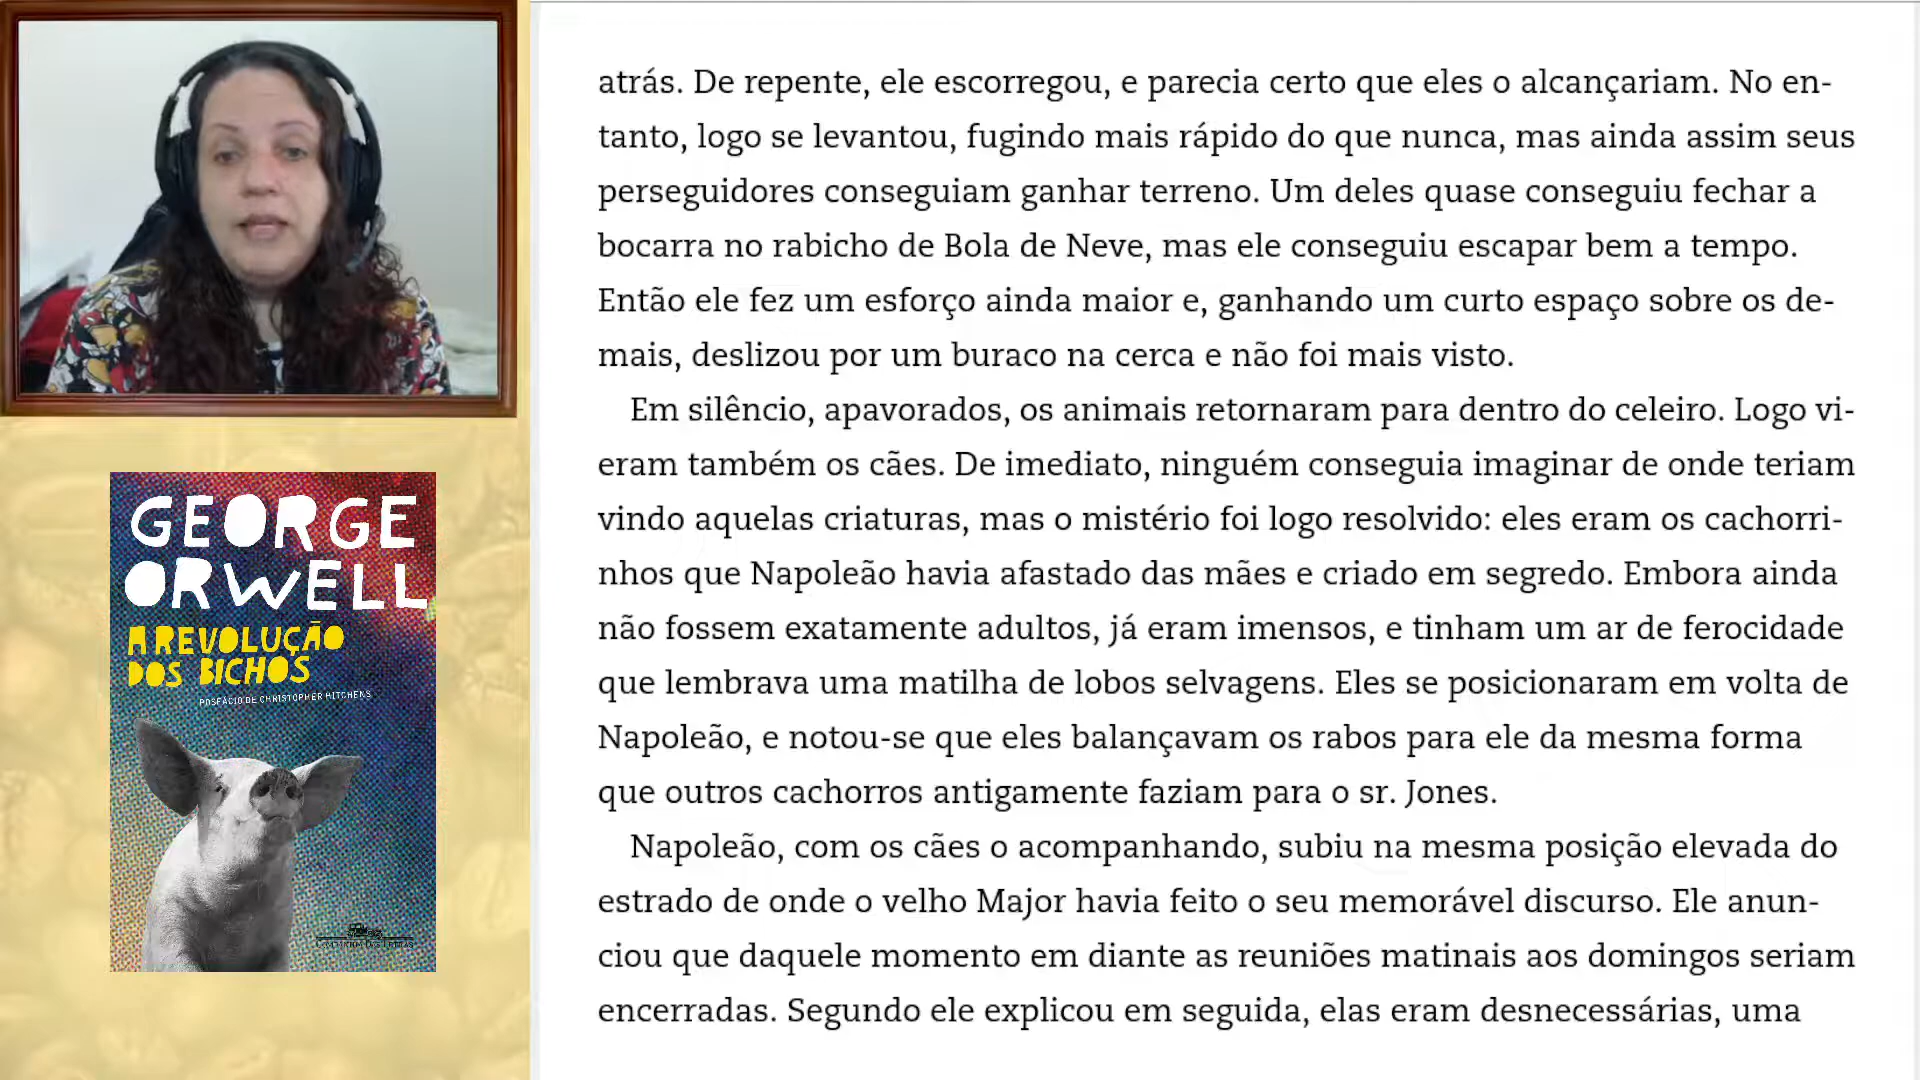 atrás. De repente, ele escorregou, e parecia certo que eles o alcançariam. No en-
tanto, logo se levantou, fugindo mais rápido do que nunca, mas ainda assim seus
perseguidores conseguiam ganhar terreno. Um deles quase conseguiu fechar a
bocarra no rabicho de Bola de Neve, mas ele conseguiu escapar bem a tempo.
Então ele fez um esforço ainda maior e, ganhando um curto espaço sobre os de-
mais, deslizou por um buraco na cerca e não foi mais visto.
Em silêncio, apavorados, os animais retornaram para dentro do celeiro. Logo vi-
eram também os cães. De imediato, ninguém conseguia imaginar de onde teriam
vindo aquelas criaturas, mas o mistério foi logo resolvido: eles eram os cachorri-
nhos que Napoleão havia afastado das mães e criado em segredo. Embora ainda
não fossem exatamente adultos, já eram imensos, e tinham um ar de ferocidade
que lembrava uma matilha de lobos selvagens. Eles se posicionaram em volta de
Napoleão, e notou-se que eles balançavam os rabos para ele da mesma forma
que outros cachorros antigamente faziam para o sr. Jones.
Napoleão, com os cães o acompanhando, subiu na mesma posição elevada do
estrado de onde o velho Major havia feito o seu memorável discurso. Ele anun-
ciou que daquele momento em diante as reuniões matinais aos domingos seriam
encerradas. Segundo ele explicou em seguida, elas eram desnecessárias, uma
GEORGE
ORWELL
A REVOLUÇÃO
DOS BICHOS
POSFÁCIO DE CHRISTOPHER HITCHENS
COMPANHIA DAS LETRAS